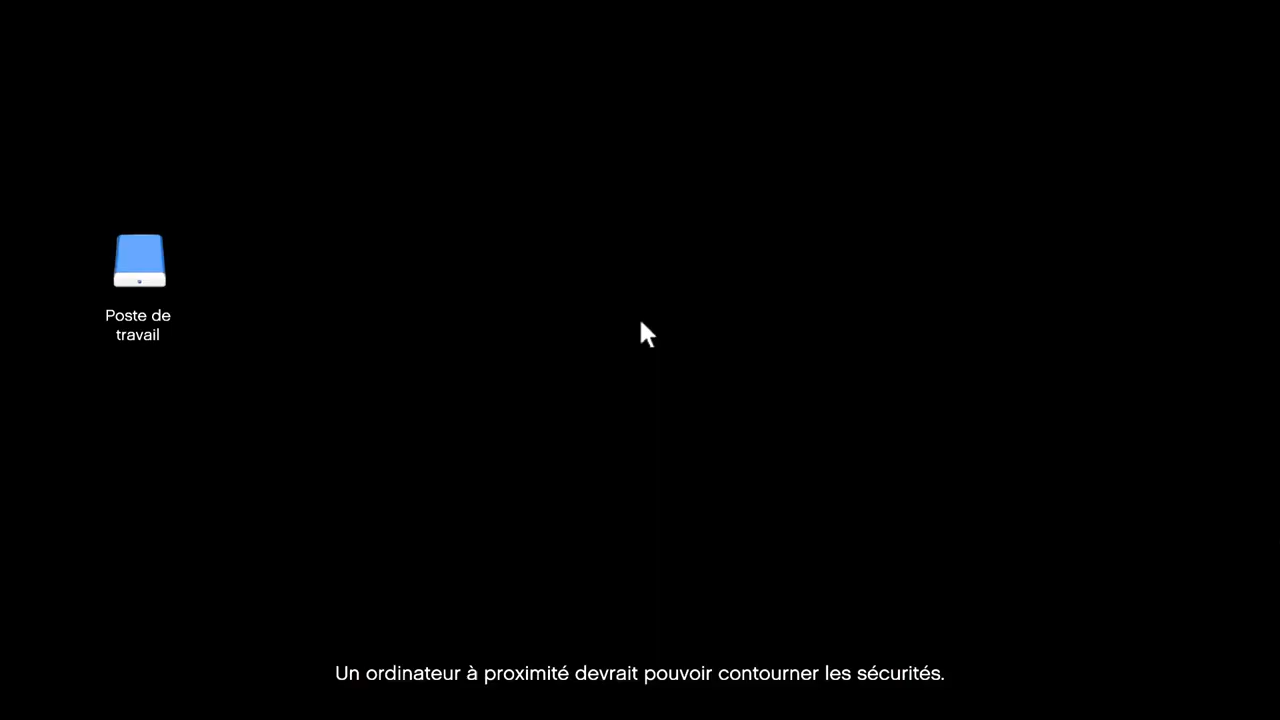 Poste de
travail
Un ordinateur à proximité devrait pouvoir contourner les sécurités.